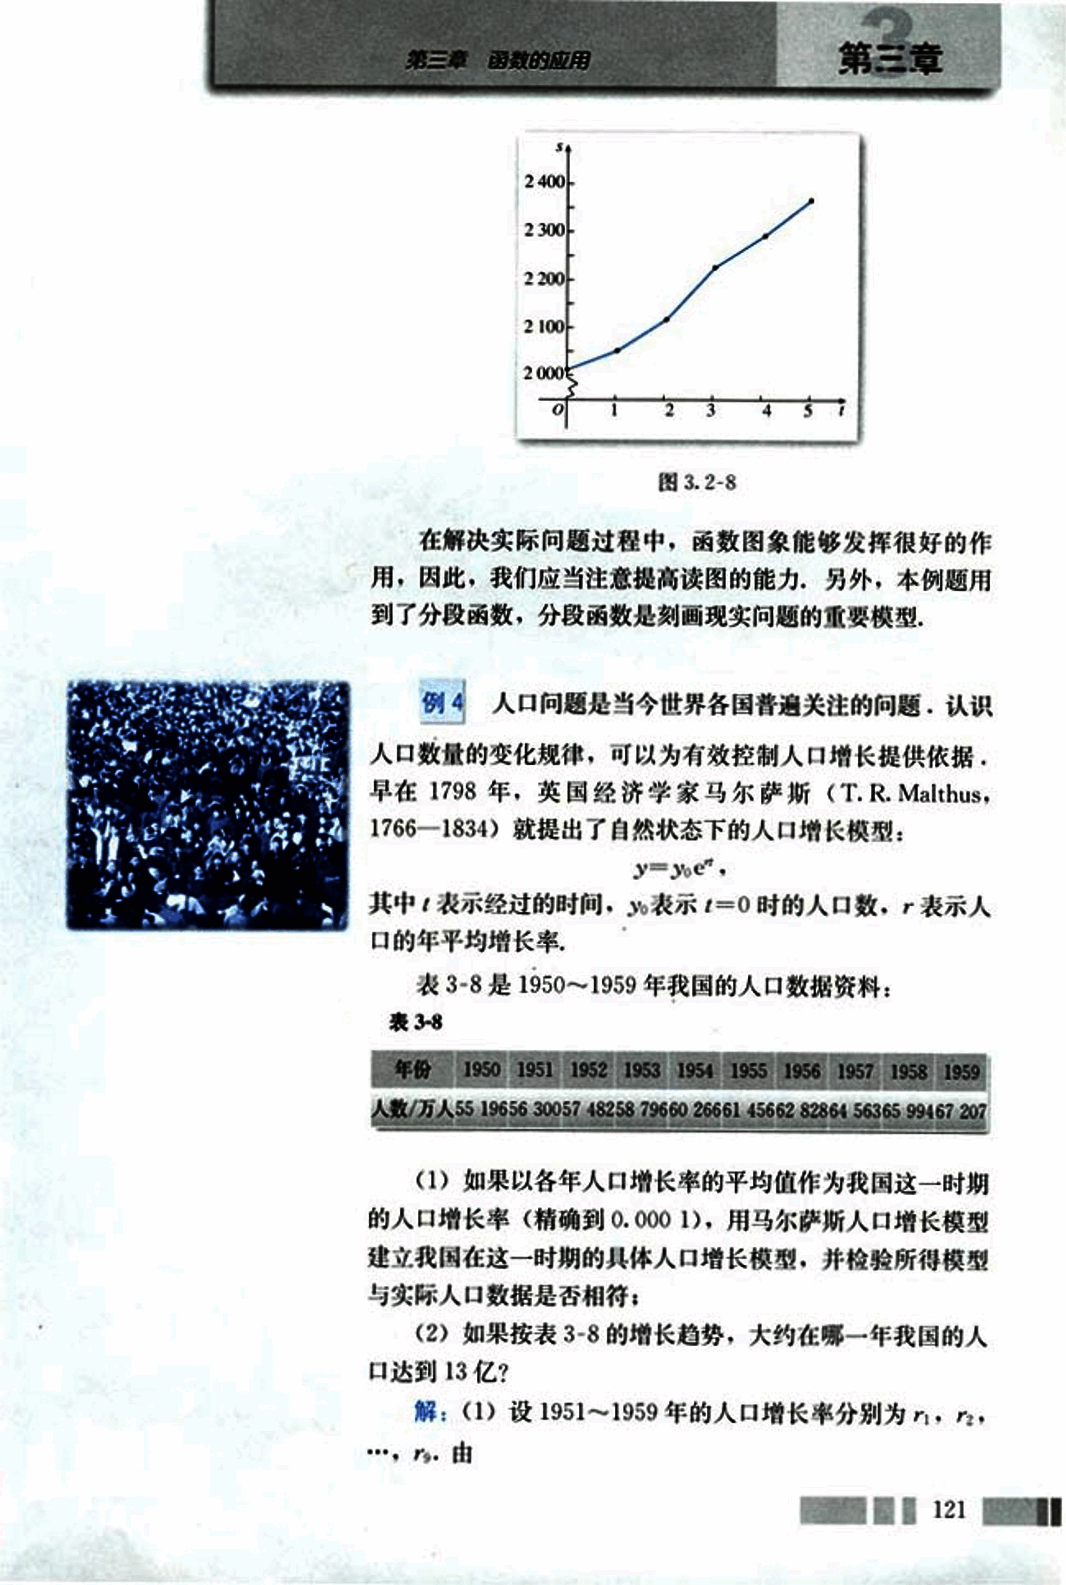 第三章 函数的应用
第三章
s
2 400
2 300
2 200
2 100
2 000
O 1 2 3 4 5 t
图 3.2-8
在解决实际问题过程中，函数图象能够发挥很好的作
用，因此，我们应当注意提高读图的能力．另外，本例题用
到了分段函数，分段函数是刻画现实问题的重要模型．
例 4 人口问题是当今世界各国普遍关注的问题．认识
人口数量的变化规律，可以为有效控制人口增长提供依据．
早在 1798 年，英国经济学家马尔萨斯（T. R. Malthus，
1766—1834）就提出了自然状态下的人口增长模型：
y=y₀eʳᵗ，
其中 t 表示经过的时间，y₀表示 t=0 时的人口数，r 表示人
口的年平均增长率．
表 3-8 是 1950～1959 年我国的人口数据资料：
表 3-8
年份 1950 1951 1952 1953 1954 1955 1956 1957 1958 1959
人数/万人 55 196 56 300 57 482 58 796 60 266 61 456 62 828 64 563 65 994 67 207
（1）如果以各年人口增长率的平均值作为我国这一时期
的人口增长率（精确到 0.000 1），用马尔萨斯人口增长模型
建立我国在这一时期的具体人口增长模型，并检验所得模型
与实际人口数据是否相符；
（2）如果按表 3-8 的增长趋势，大约在哪一年我国的人
口达到 13 亿？
解：（1）设 1951～1959 年的人口增长率分别为 r₁，r₂，
…，r₉．由
121